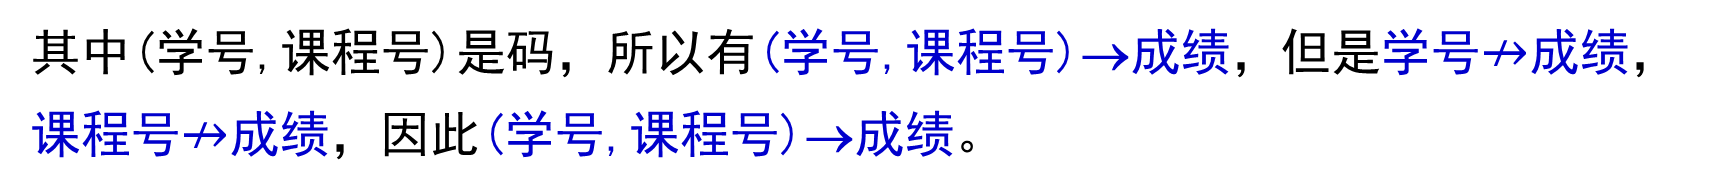 其中(学号,课程号)是码，所以有(学号,课程号)→成绩，但是学号↛成绩，
课程号↛成绩，因此(学号,课程号)→成绩。